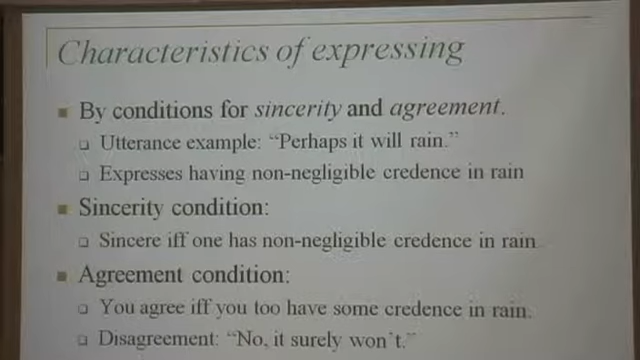 Characteristics of expressing
By conditions for sincerity and agreement.
Utterance example: “Perhaps it will rain.”
Expresses having non-negligible credence in rain
Sincerity condition:
Sincere iff one has non-negligible credence in rain
Agreement condition:
You agree iff you too have some credence in rain.
Disagreement: “No, it surely won’t.”